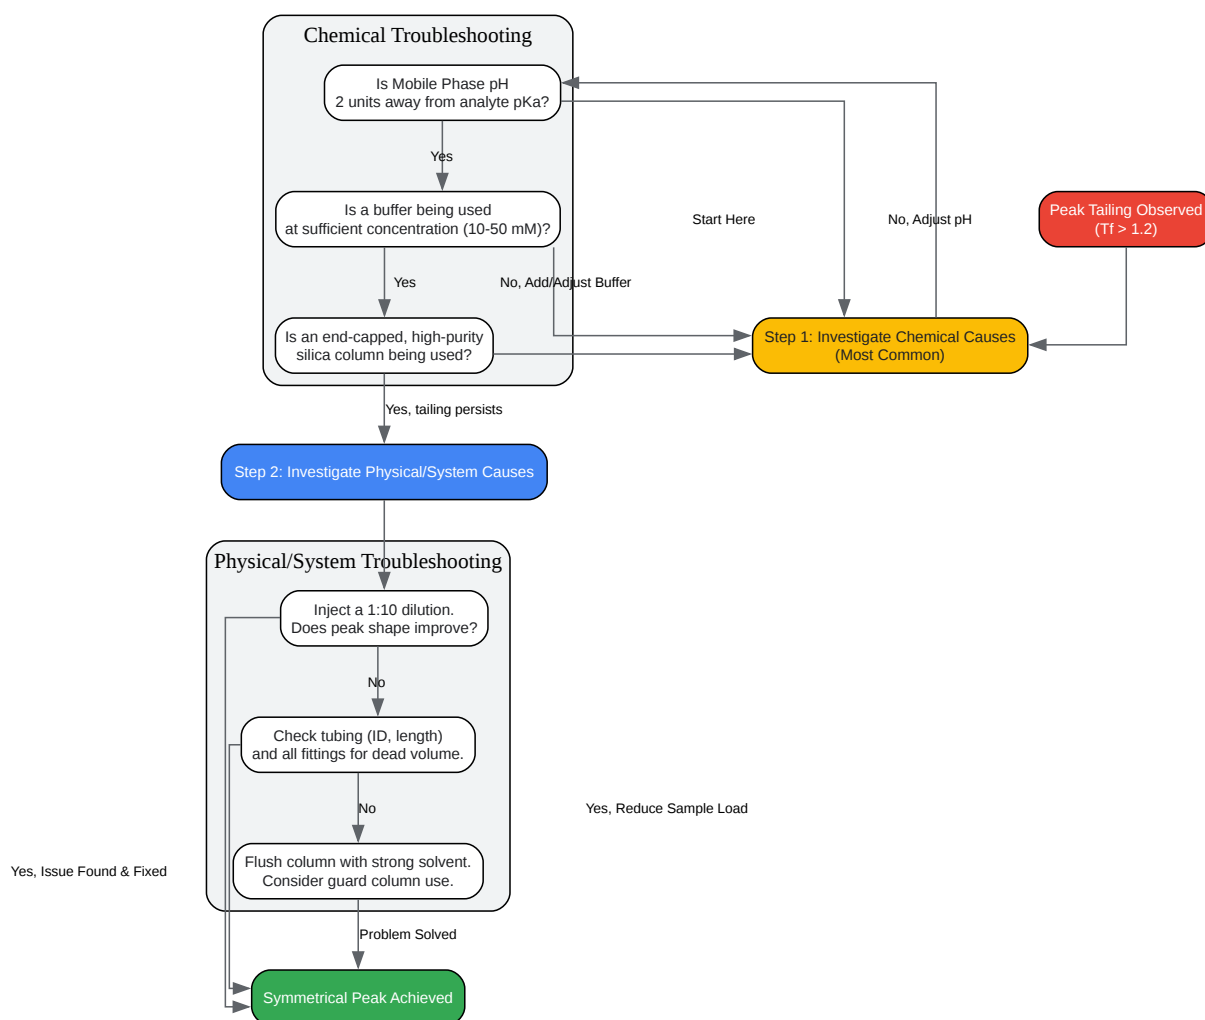 Chemical Troubleshooting
Is Mobile Phase pH
2 units away from analyte pKa?
Yes
Is a buffer being used
at sufficient concentration (10-50 mM)?
Start Here
No, Adjust pH
Peak Tailing Observed
(Tf > 1.2)
Yes
No, Add/Adjust Buffer
Is an end-capped, high-purity
silica column being used?
Step 1: Investigate Chemical Causes
(Most Common)
Yes, tailing persists
Step 2: Investigate Physical/System Causes
Physical/System Troubleshooting
Inject a 1:10 dilution.
Does peak shape improve?
No
Check tubing (ID, length)
and all fittings for dead volume.
No
Yes, Reduce Sample Load
Flush column with strong solvent.
Consider guard column use.
Yes, Issue Found & Fixed
Problem Solved
Symmetrical Peak Achieved